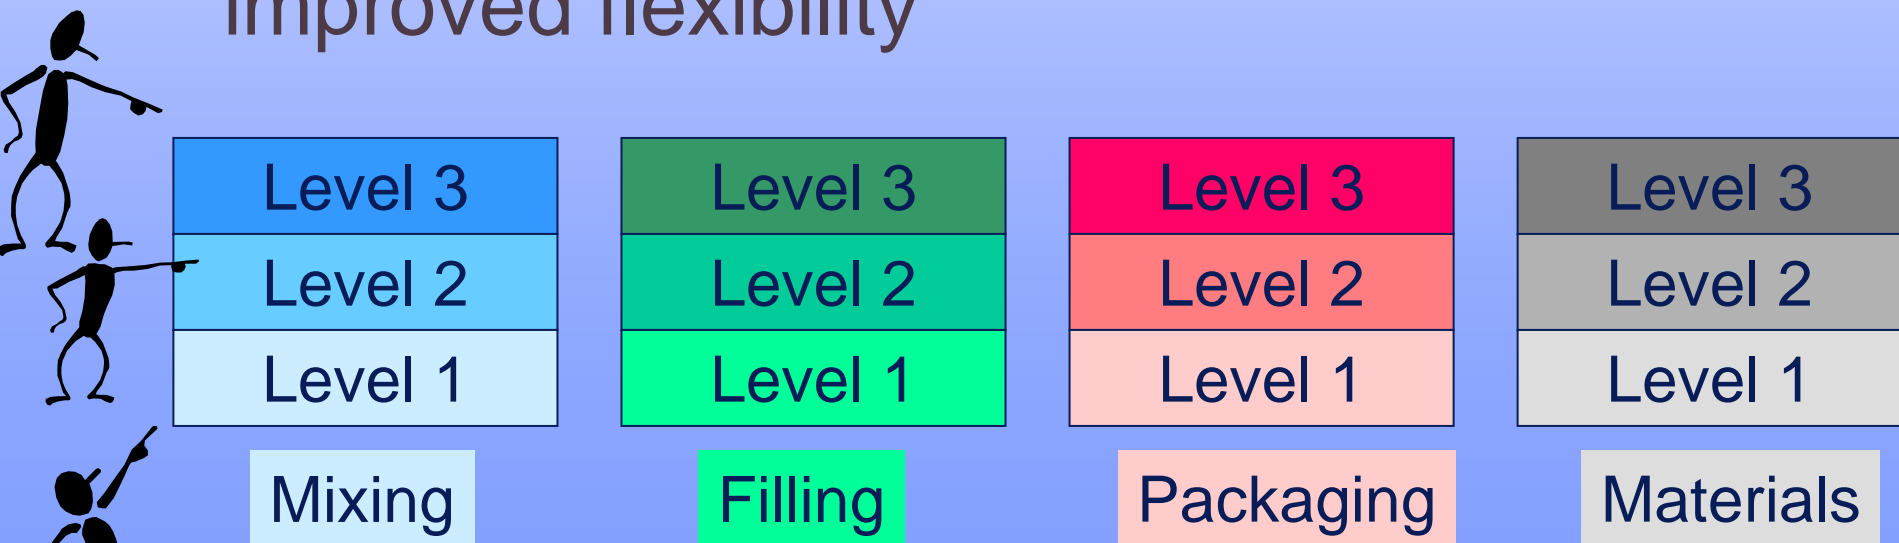 improved flexibility
Level 3 Level 3 Level 3 Level 3
Level 2 Level 2 Level 2 Level 2
Level 1 Level 1 Level 1 Level 1
Mixing Filling Packaging Materials